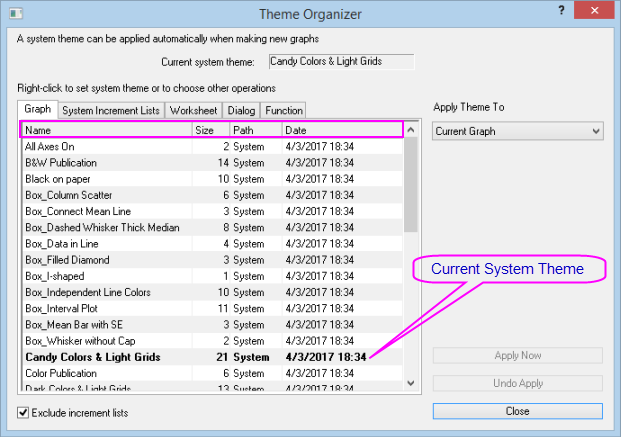 Theme Organizer
?
A system theme can be applied automatically when making new graphs
Current system theme: Candy Colors & Light Grids
Right-click to set system theme or to choose other operations
Graph System Increment Lists Worksheet Dialog Function
Name Size Path Date
All Axes On 2 System 4/3/2017 18:34
B&W Publication 14 System 4/3/2017 18:34
Black on paper 10 System 4/3/2017 18:34
Box_Column Scatter 6 System 4/3/2017 18:34
Box_Connect Mean Line 3 System 4/3/2017 18:34
Box_Dashed Whisker Thick Median 8 System 4/3/2017 18:34
Box_Data in Line 4 System 4/3/2017 18:34
Box_Filled Diamond 3 System 4/3/2017 18:34
Box_I-shaped 1 System 4/3/2017 18:34
Box_Independent Line Colors 10 System 4/3/2017 18:34
Box_Interval Plot 11 System 4/3/2017 18:34
Box_Mean Bar with SE 3 System 4/3/2017 18:34
Box_Whisker without Cap 2 System 4/3/2017 18:34
Candy Colors & Light Grids 21 System 4/3/2017 18:34
Color Publication 6 System 4/3/2017 18:34
Dark Colors & Light Grids 13 System 4/3/2017 18:34
Exclude increment lists
Apply Theme To
Current Graph
Current System Theme
Apply Now
Undo Apply
Close